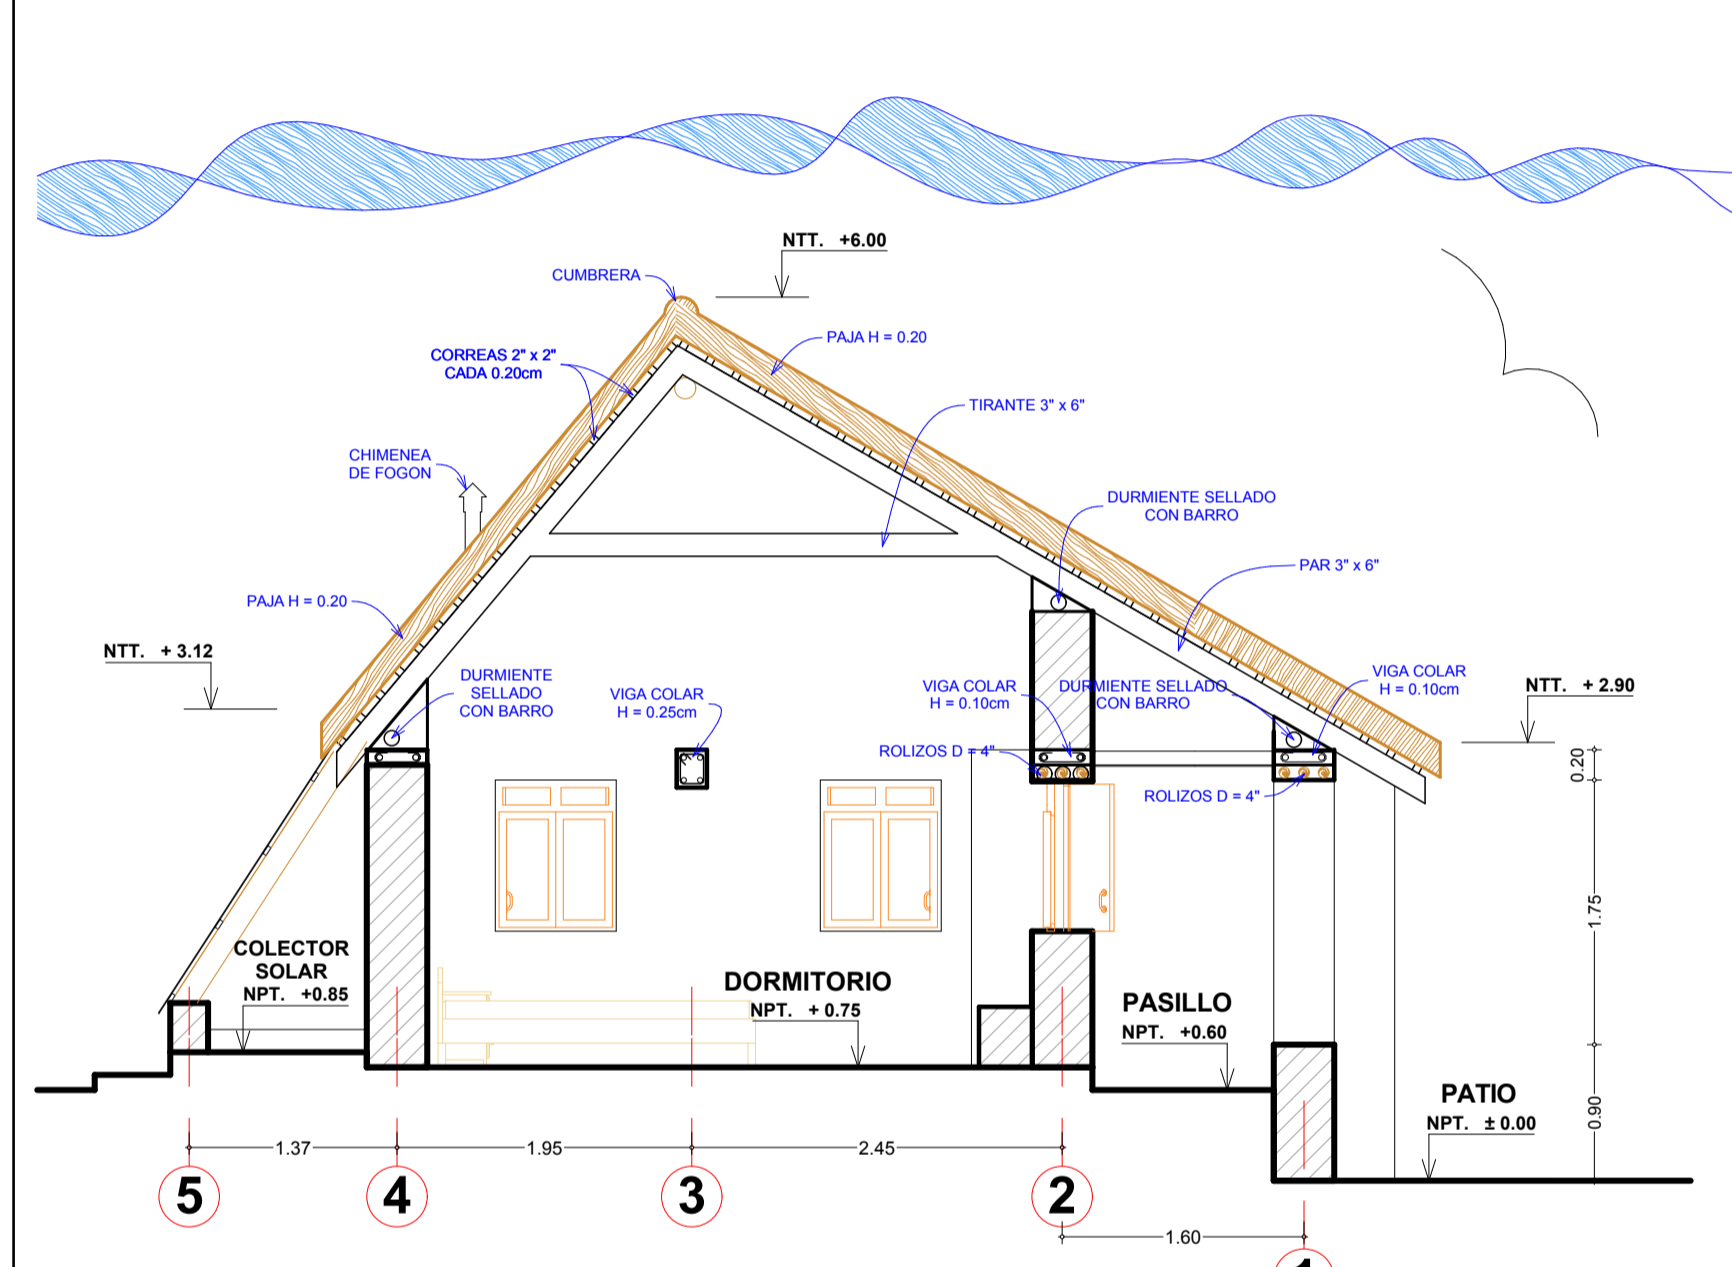 NTT. +6.00
CUMBRERA
PAJA H = 0.20
CORREAS 2" x 2"
CADA 0.20cm
TIRANTE 3" x 6"
CHIMENEA
DE FOGON
DURMIENTE SELLADO
CON BARRO
PAR 3" x 6"
PAJA H = 0.20
NTT. + 3.12
DURMIENTE
SELLADO
CON BARRO
VIGA COLAR
H = 0.25cm
VIGA COLAR
H = 0.10cm
DURMIENTE SELLADO
CON BARRO
VIGA COLAR
H = 0.10cm
NTT. + 2.90
ROLIZOS D = 4"
ROLIZOS D = 4"
0.20
1.75
0.90
COLECTOR
SOLAR
NPT. +0.85
DORMITORIO
NPT. + 0.75
PASILLO
NPT. +0.60
PATIO
NPT. ± 0.00
1.37
1.95
2.45
5
4
3
2
1.60